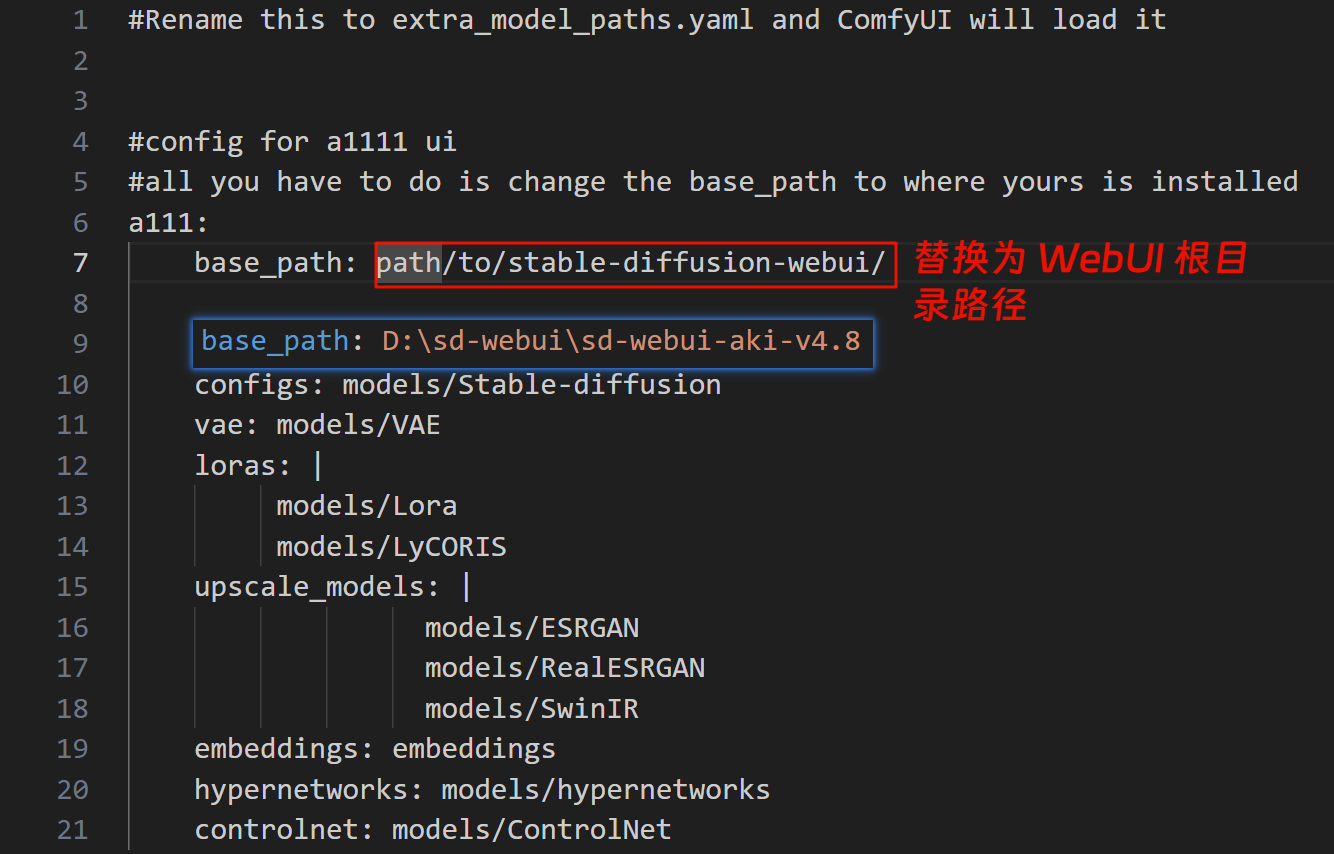 1 #Rename this to extra_model_paths.yaml and ComfyUI will load it
2
3
4 #config for a1111 ui
5 #all you have to do is change the base_path to where yours is installed
6 a111:
7 base_path: path/to/stable-diffusion-webui/ 替换为 WebUI 根目
录路径
8
9 base_path: D:\sd-webui\sd-webui-aki-v4.8
10 configs: models/Stable-diffusion
11 vae: models/VAE
12 loras: |
13 models/Lora
14 models/LyCORIS
15 upscale_models: |
16 models/ESRGAN
17 models/RealESRGAN
18 models/SwinIR
19 embeddings: embeddings
20 hypernetworks: models/hypernetworks
21 controlnet: models/ControlNet